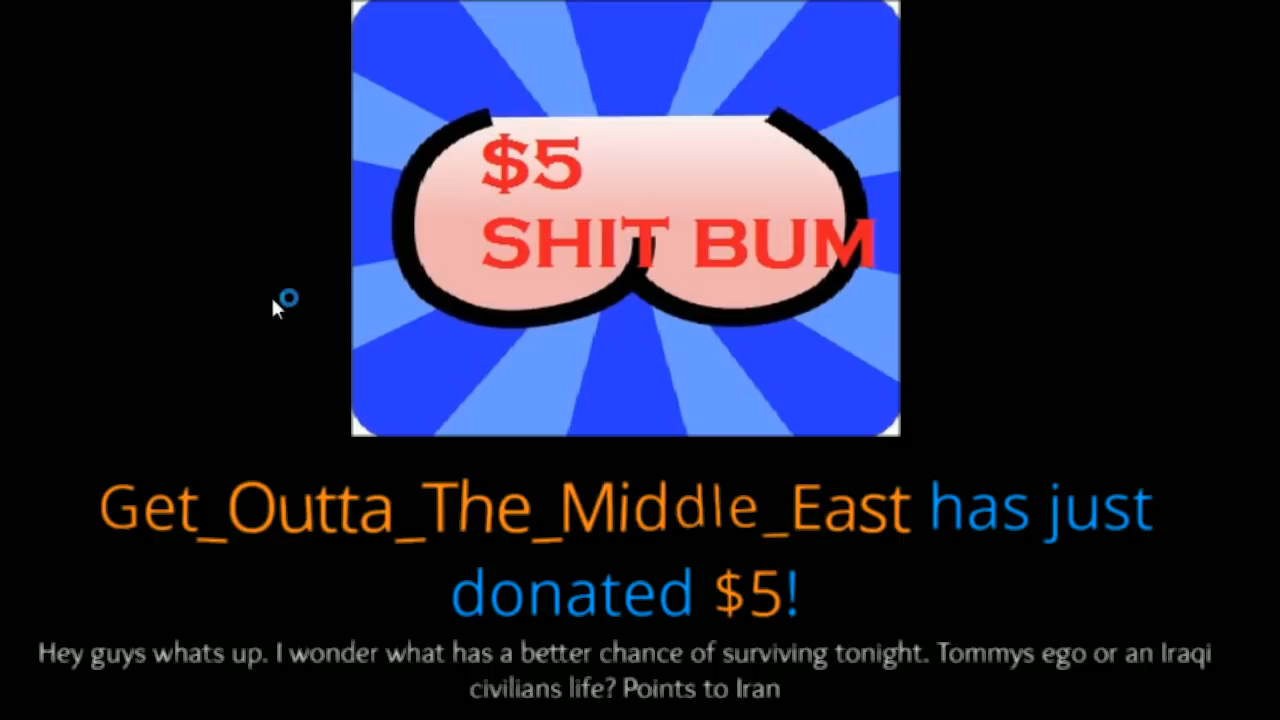 $5
SHIT BUM
Get_Outta_The_Middle_East has just
donated $5!
Hey guys whats up. I wonder what has a better chance of surviving tonight. Tommys ego or an Iraqi
civilians life? Points to Iran